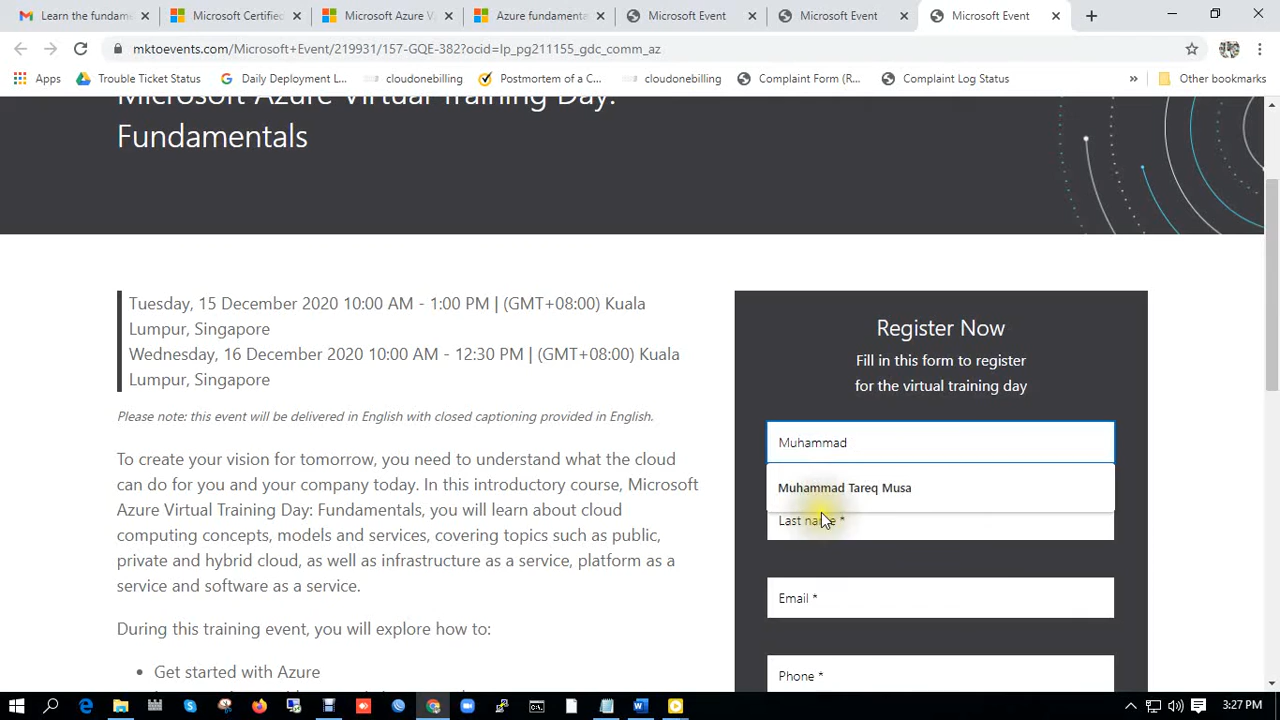 Learn the fundame
Microsoft Certified
Microsoft Azure V
Azure fundamenta
Microsoft Event
Microsoft Event
Microsoft Event
mktoevents.com/Microsoft+Event/219931/157-GQE-382?ocid=lp_pg211155_gdc_comm_az
Apps
Trouble Ticket Status
Daily Deployment L...
cloudonebilling
Postmortem of a C...
cloudonebilling
Complaint Form (R...
Complaint Log Status
»
Other bookmarks
Microsoft Azure Virtual Training Day:
Fundamentals
Tuesday, 15 December 2020 10:00 AM - 1:00 PM | (GMT+08:00) Kuala
Lumpur, Singapore
Wednesday, 16 December 2020 10:00 AM - 12:30 PM | (GMT+08:00) Kuala
Lumpur, Singapore
Please note: this event will be delivered in English with closed captioning provided in English.
To create your vision for tomorrow, you need to understand what the cloud
can do for you and your company today. In this introductory course, Microsoft
Azure Virtual Training Day: Fundamentals, you will learn about cloud
computing concepts, models and services, covering topics such as public,
private and hybrid cloud, as well as infrastructure as a service, platform as a
service and software as a service.
During this training event, you will explore how to:
• Get started with Azure
Register Now
Fill in this form to register
for the virtual training day
Muhammad
Muhammad Tareq Musa
Last name *
Email *
Phone *
3:27 PM